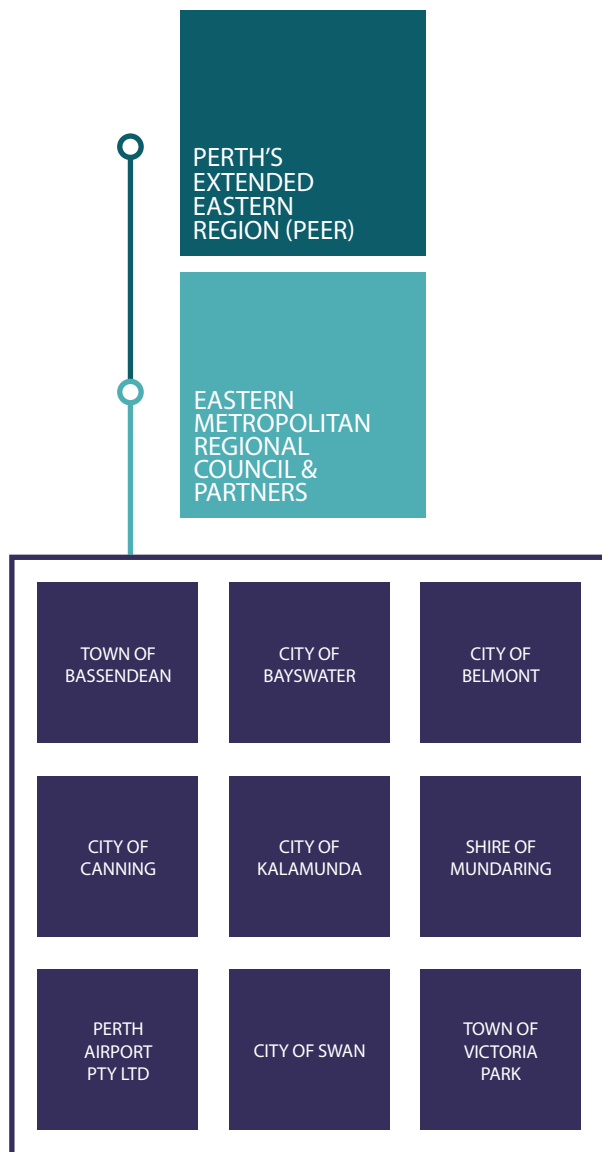 PERTH'S
EXTENDED
EASTERN
REGION (PEER)
EASTERN
METROPOLITAN
REGIONAL
COUNCIL &
PARTNERS
TOWN OF
BASSENDEAN
CITY OF
BAYSWATER
CITY OF
BELMONT
CITY OF
CANNING
CITY OF
KALAMUNDA
SHIRE OF
MUNDARING
PERTH
AIRPORT
PTY LTD
CITY OF SWAN
TOWN OF
VICTORIA
PARK